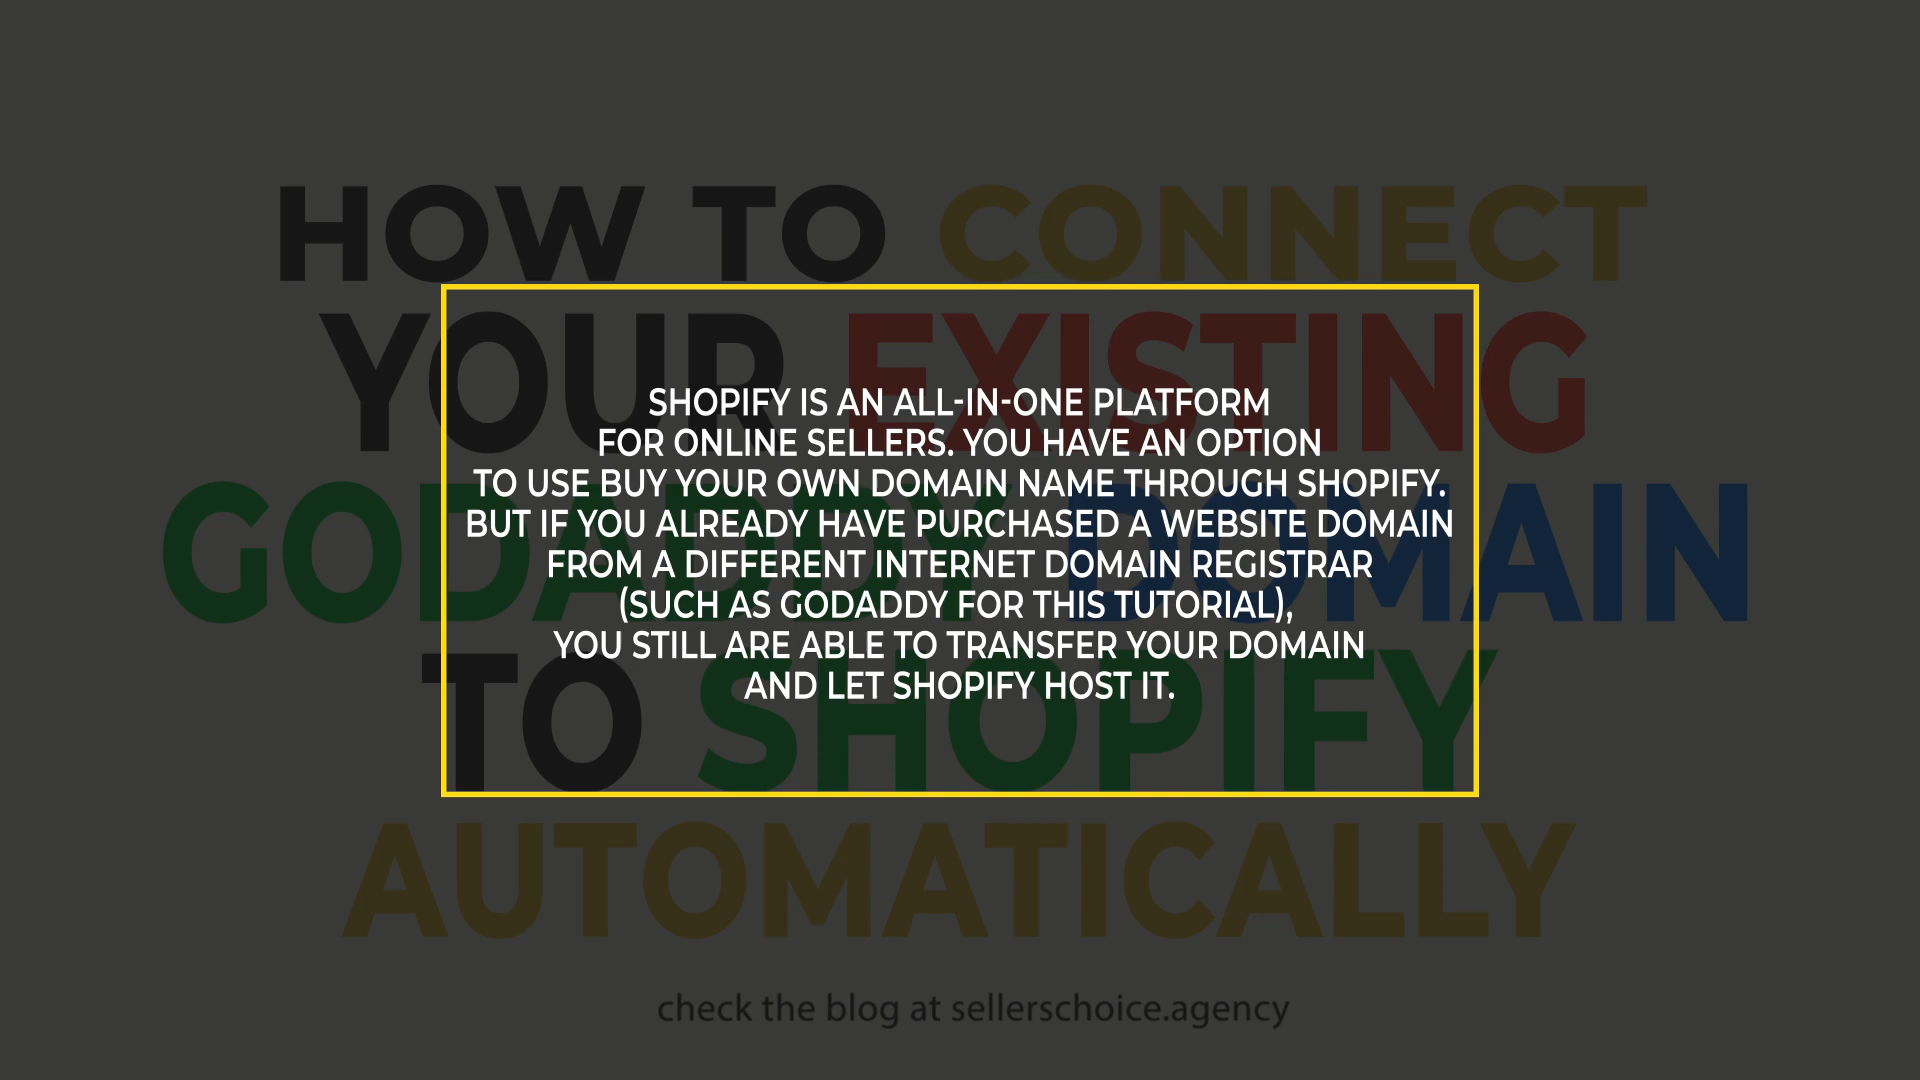 HOW TO CONNECT
YOUR EXISTING
GODADDY DOMAIN
TO SHOPIFY
AUTOMATICALLY
SHOPIFY IS AN ALL-IN-ONE PLATFORM
FOR ONLINE SELLERS. YOU HAVE AN OPTION
TO USE BUY YOUR OWN DOMAIN NAME THROUGH SHOPIFY.
BUT IF YOU ALREADY HAVE PURCHASED A WEBSITE DOMAIN
FROM A DIFFERENT INTERNET DOMAIN REGISTRAR
(SUCH AS GODADDY FOR THIS TUTORIAL),
YOU STILL ARE ABLE TO TRANSFER YOUR DOMAIN
AND LET SHOPIFY HOST IT.
check the blog at sellerschoice.agency